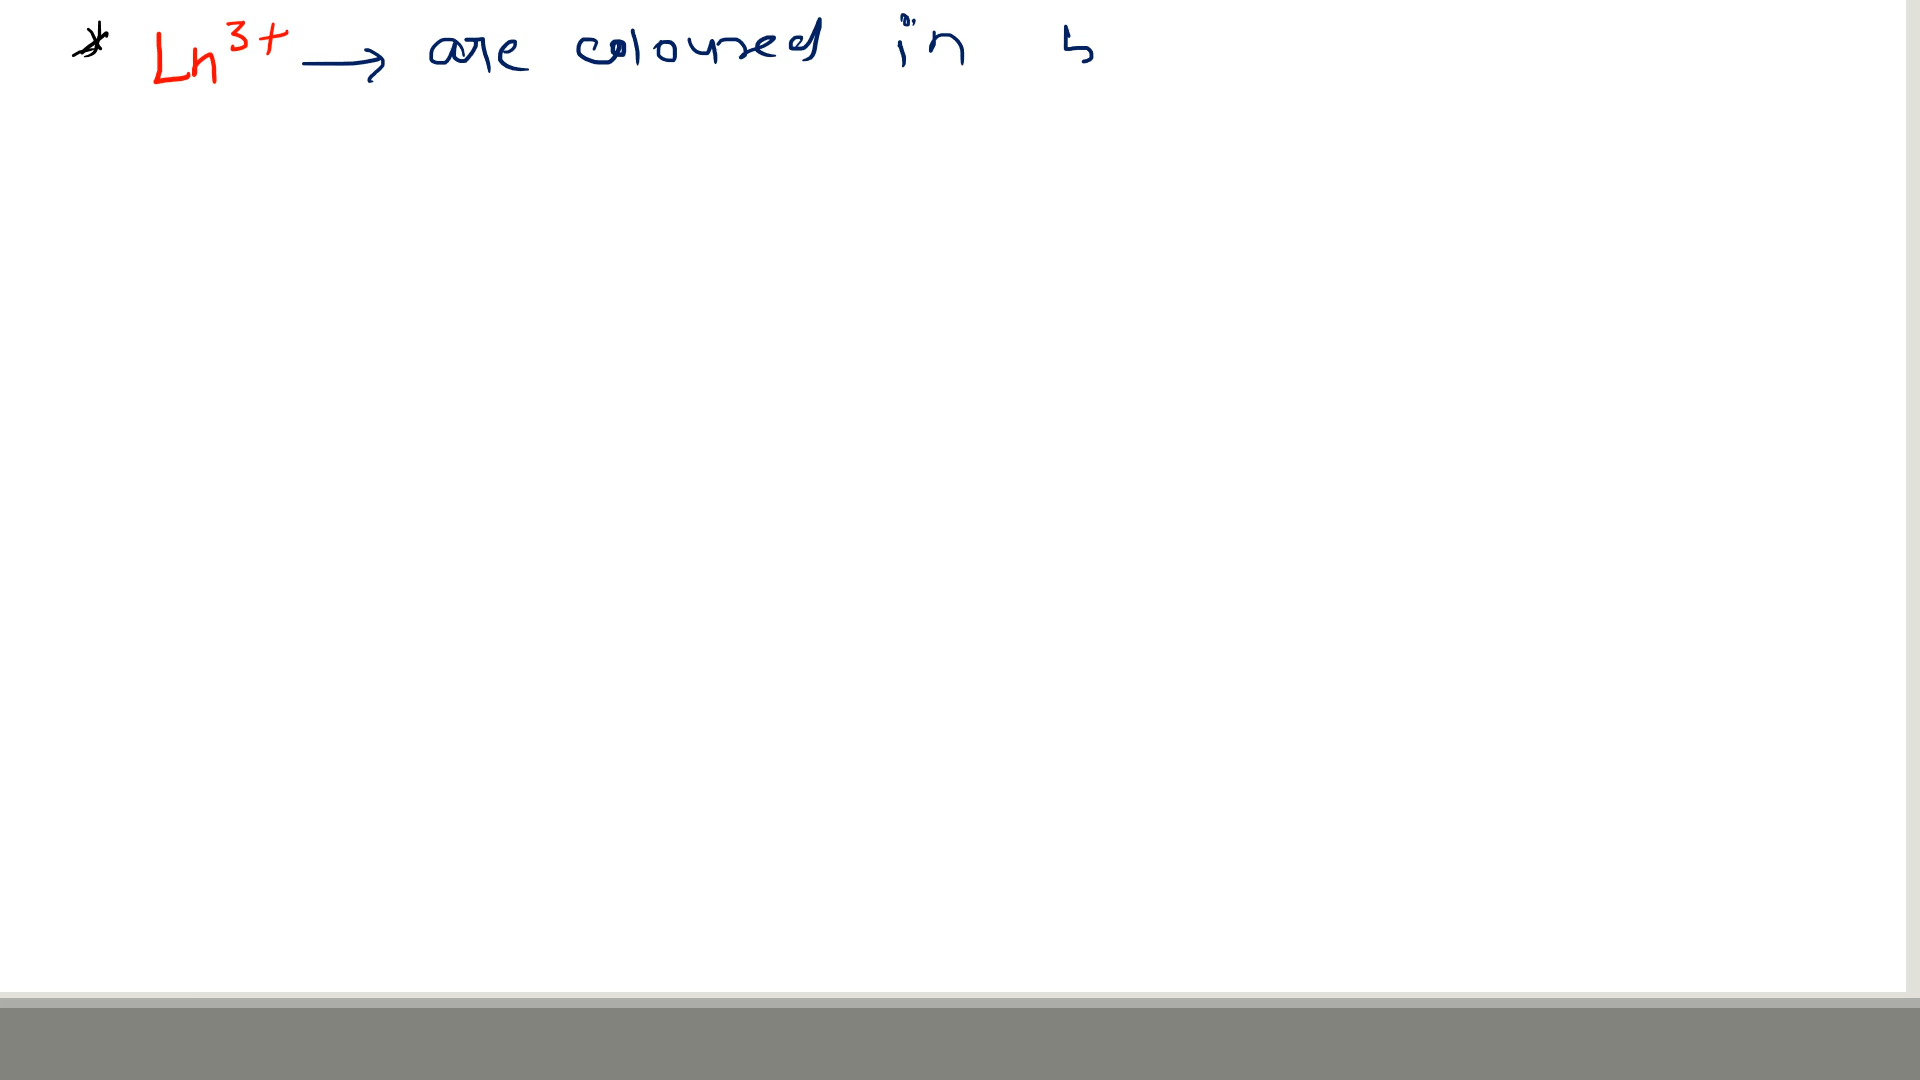 * Ln³⁺ → are coloured in